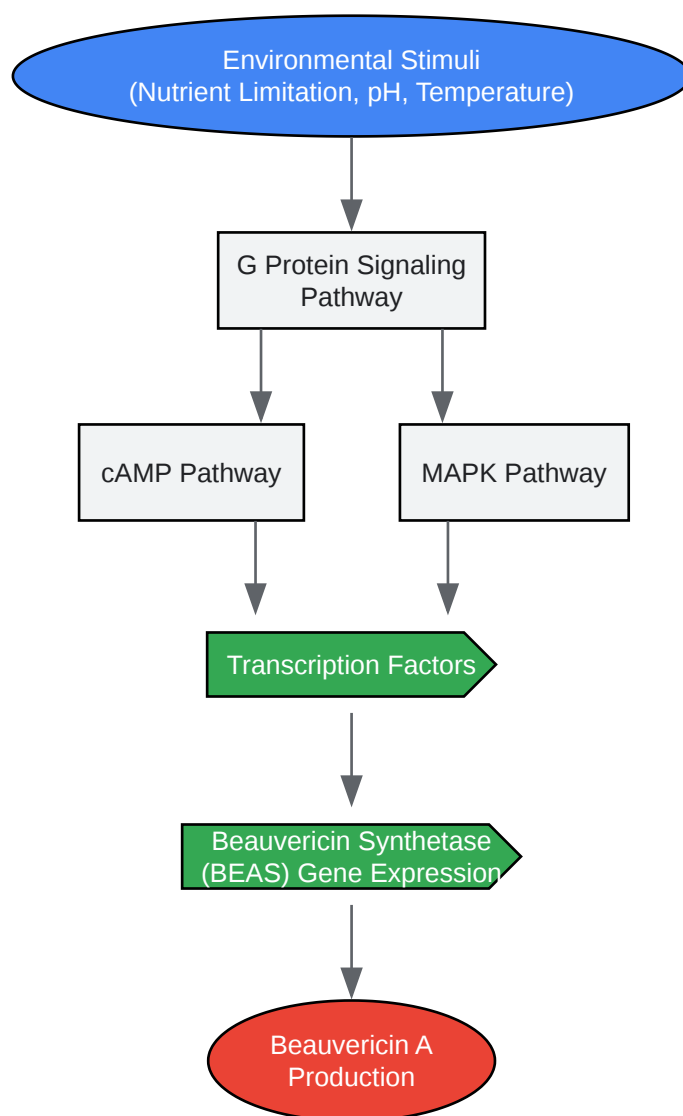 Environmental Stimuli
(Nutrient Limitation, pH, Temperature)
G Protein Signaling
Pathway
cAMP Pathway
MAPK Pathway
Transcription Factors
Beauvericin Synthetase
(BEAS) Gene Expression
Beauvericin A
Production